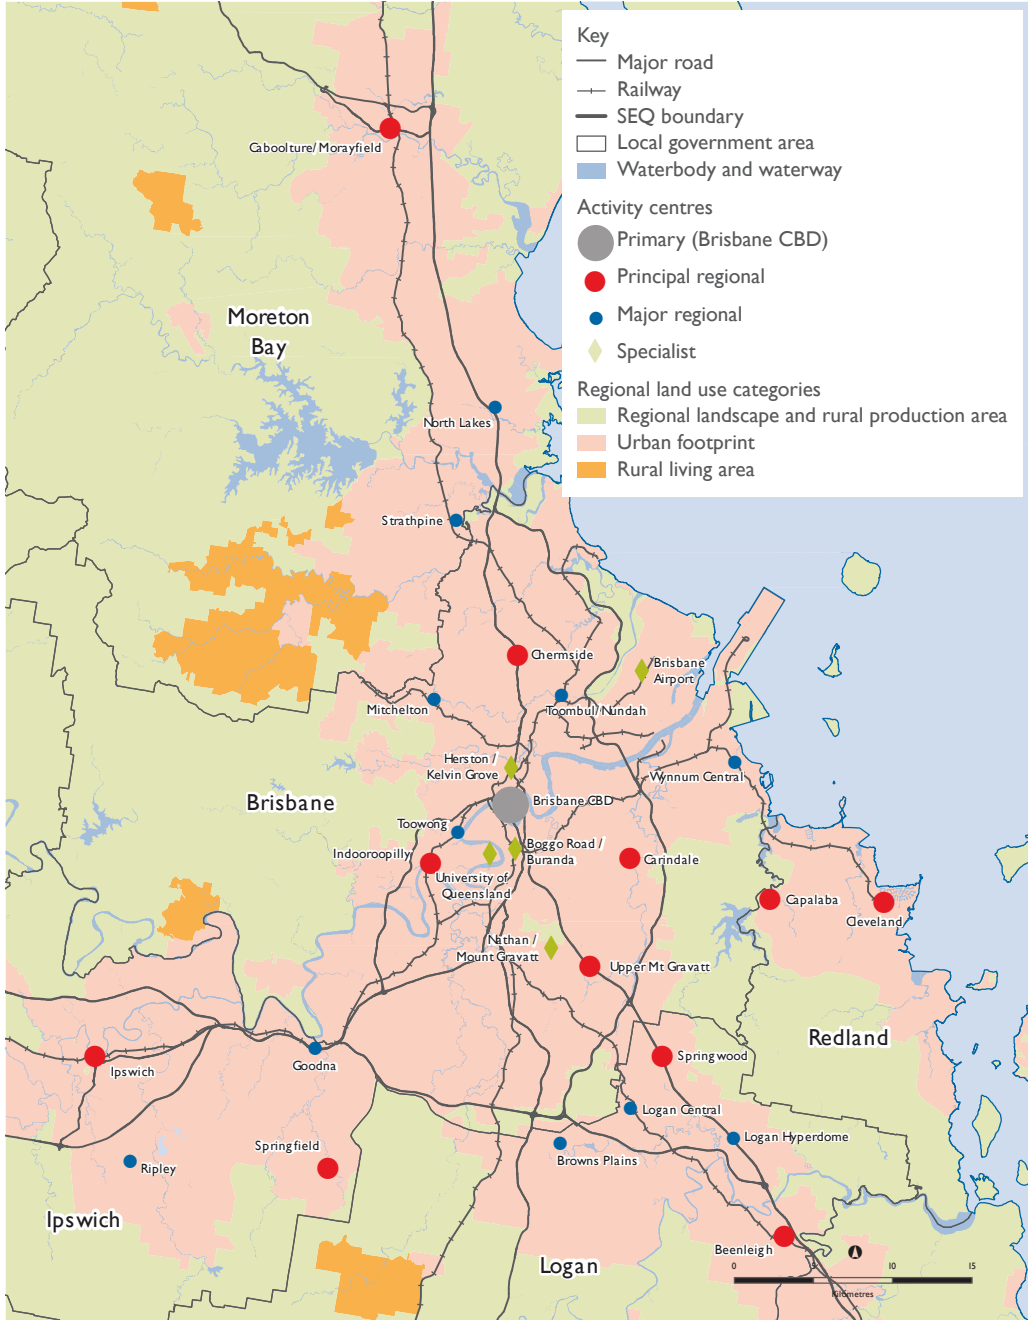 Key
Major road
Railway
SEQ boundary
Local government area
Waterbody and waterway
Activity centres
Primary (Brisbane CBD)
Principal regional
Major regional
Specialist
Regional land use categories
Regional landscape and rural production area
Urban footprint
Rural living area
Caboolture/Morayfield
Moreton
Bay
North Lakes
Strathpine
Chermside
Brisbane
Airport
Mitchelton
Toombul/Nundah
Herston /
Kelvin Grove
Wynnum Central
Brisbane
Brisbane CBD
Toowong
Indooroopilly
Boggo Road /
Buranda
Carindale
University of
Queensland
Capalaba
Cleveland
Nathan /
Mount Gravatt
Upper Mt Gravatt
Redland
Ipswich
Goodna
Springwood
Logan Central
Logan Hyperdome
Springfield
Browns Plains
Ripley
Ipswich
Beenleigh
Logan
0 5 10 15
Kilometres